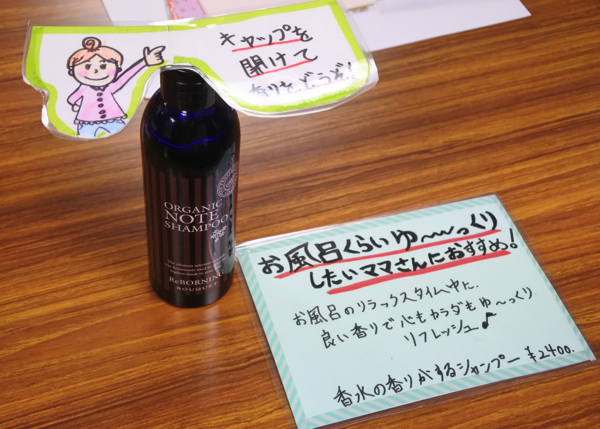 キャップを
開けて
香りをどうぞ!
ORGANIC
NOTE
SHAMPOO
ReBORNING
BOUQUET
お風呂くらいゆ〜〜っくり
したいママさんにおすすめ!
お風呂のリラックスタイム中に、
良い香りで心もカラダもゆ〜っくり
リフレッシュ♪
香水の香りがするシャンプー ¥2400.